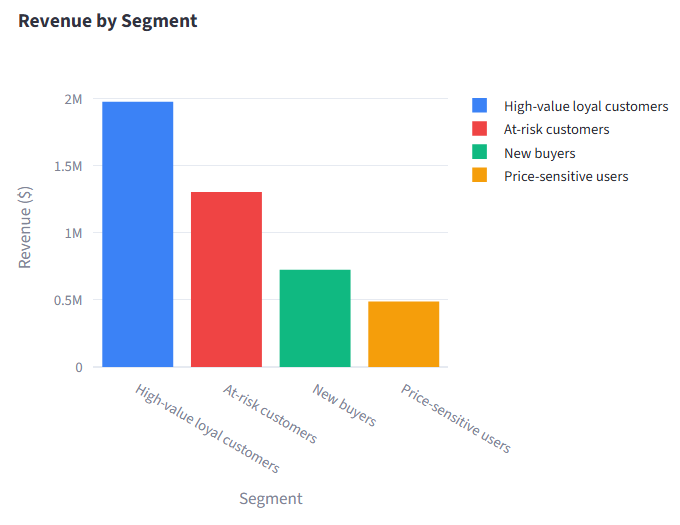 Revenue by Segment
2M
1.5M
1M
0.5M
0
Revenue ($)
High-value loyal customers
At-risk customers
New buyers
Price-sensitive users
Segment
High-value loyal customers
At-risk customers
New buyers
Price-sensitive users